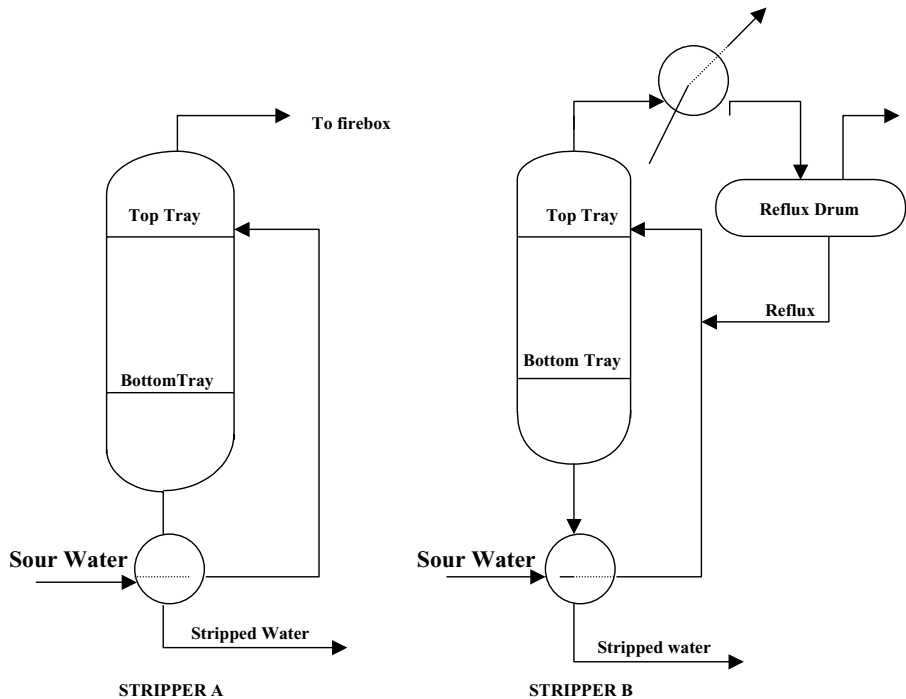 To firebox
Top Tray
BottomTray
Sour Water
Stripped Water
STRIPPER A
Top Tray
Reflux Drum
Reflux
Bottom Tray
Sour Water
Stripped water
STRIPPER B